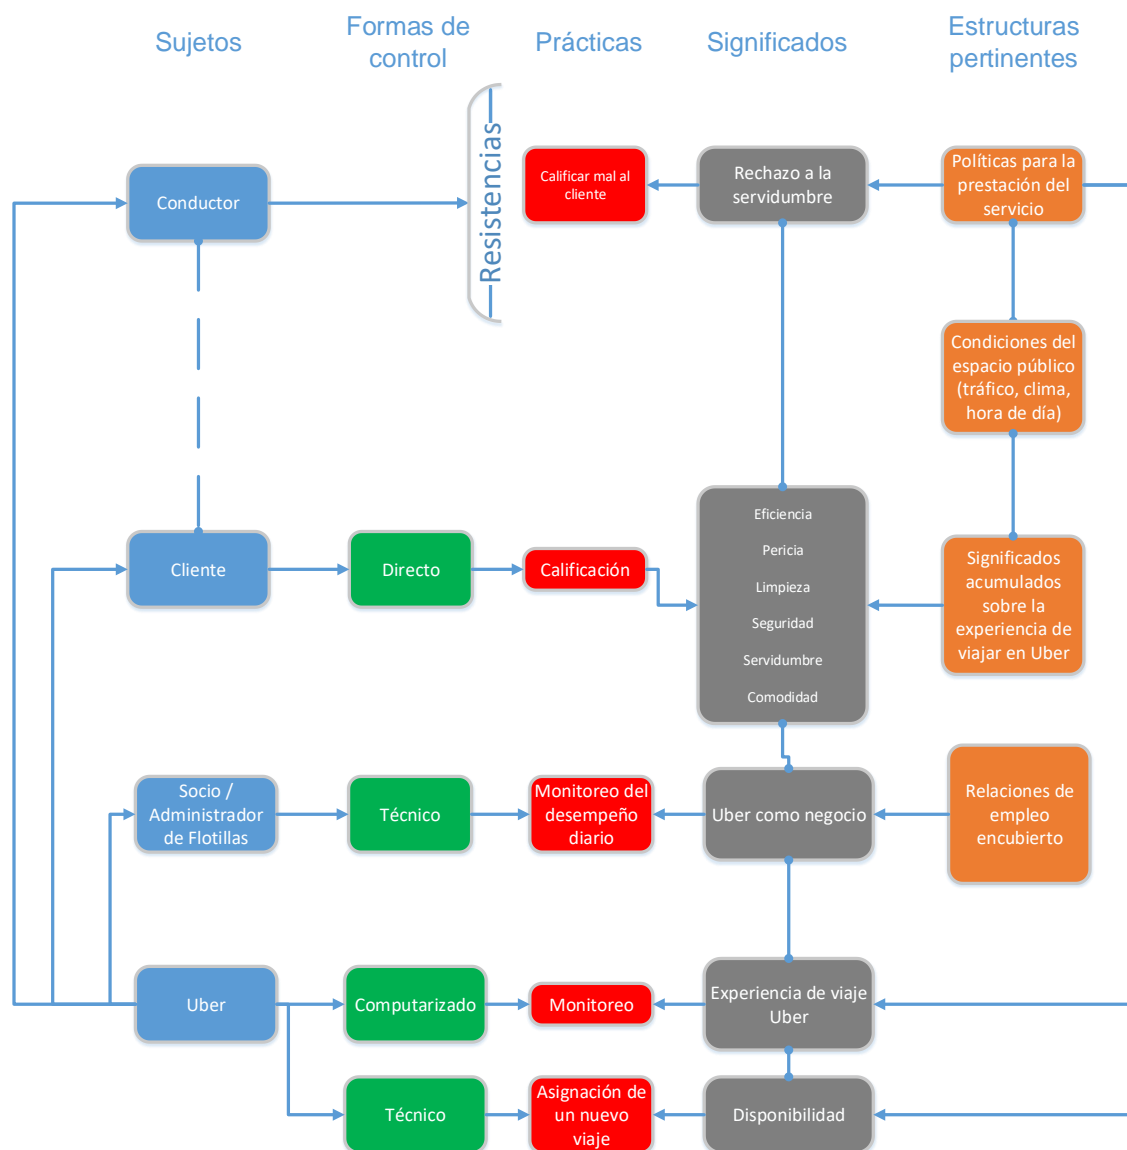 Sujetos
Formas de
control
Prácticas
Significados
Estructuras
pertinentes
Conductor
Resistencias
Calificar mal al
cliente
Rechazo a la
servidumbre
Políticas para la
prestación del
servicio
Condiciones del
espacio público
(tráfico, clima,
hora de día)
Cliente
Directo
Calificación
Eficiencia
Pericia
Limpieza
Seguridad
Servidumbre
Comodidad
Significados
acumulados
sobre la
experiencia de
viajar en Uber
Socio /
Administrador
de Flotillas
Técnico
Monitoreo del
desempeño
diario
Uber como negocio
Relaciones de
empleo
encubierto
Uber
Computarizado
Monitoreo
Experiencia de viaje
Uber
Técnico
Asignación de
un nuevo
viaje
Disponibilidad